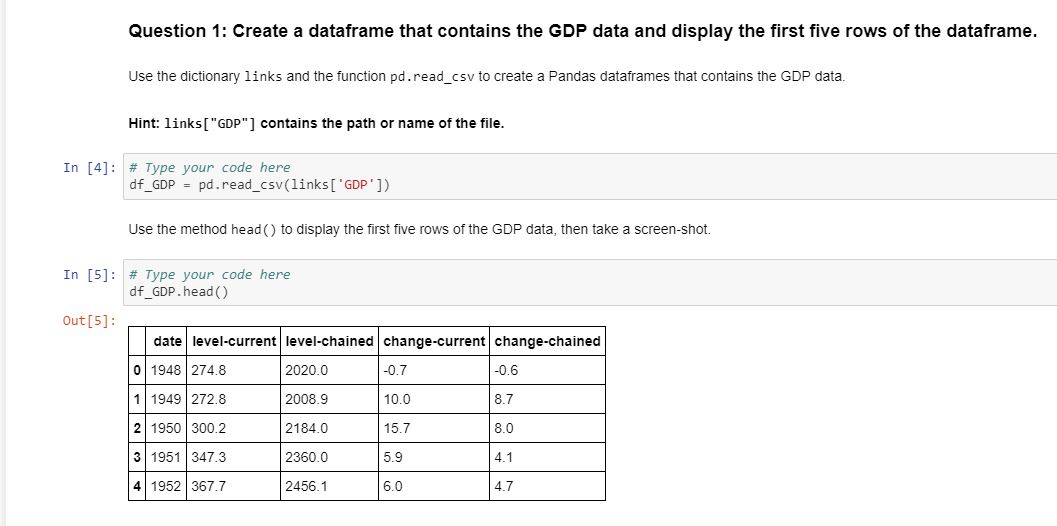 Question 1: Create a dataframe that contains the GDP data and display the first five rows of the dataframe.
Use the dictionary links and the function pd.read_csv to create a Pandas dataframes that contains the GDP data.
Hint: links["GDP"] contains the path or name of the file.
In [4]: # Type your code here
df_GDP = pd.read_csv(links['GDP'])
Use the method head() to display the first five rows of the GDP data, then take a screen-shot.
In [5]: # Type your code here
df_GDP.head()
Out[5]:
date level-current level-chained change-current change-chained
0 1948 274.8 2020.0 -0.7 -0.6
1 1949 272.8 2008.9 10.0 8.7
2 1950 300.2 2184.0 15.7 8.0
3 1951 347.3 2360.0 5.9 4.1
4 1952 367.7 2456.1 6.0 4.7